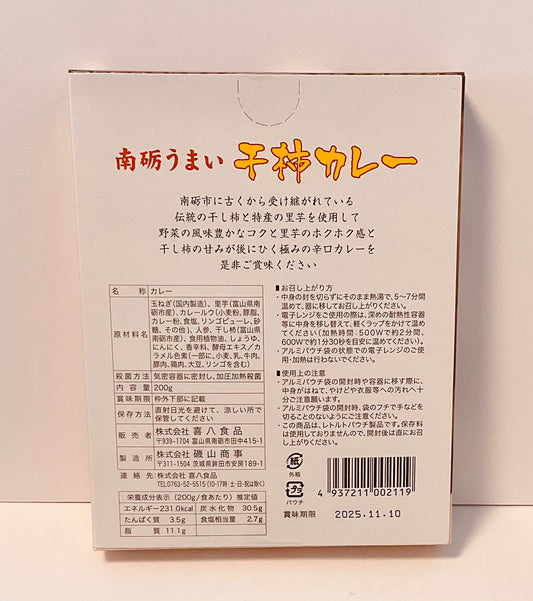 南砺うまい 干柿カレー
南砺市に古くから受け継がれている
伝統の干し柿と特産の里芋を使用して
野菜の風味豊かなコクと里芋のホクホク感と
干し柿の甘みが後にひく極みの辛口カレーを
是非ご賞味ください
名称 カレー
原材料名 玉ねぎ(国内製造)、里芋(富山県南
砺市産)、カレールウ(小麦粉、豚脂、
カレー粉、食塩、リンゴピューレ、砂
糖、その他)、人参、干し柿(富山県
南砺市産)、食用植物油、しょうゆ、
にんにく、香辛料、酵母エキス/カ
ラメル色素(一部に小麦、乳、牛肉、
豚肉、鶏肉、大豆、リンゴを含む)
殺菌方法 気密容器に密封し、加圧加熱殺菌
内容量 200g
賞味期限 枠外下部に記載
保存方法 直射日光を避けて、涼しい所で
保管してください
販売者 株式会社 喜八食品
〒939-1704 富山県南砺市田中415-1
製造所 株式会社 磯山商事
〒311-1504 茨城県鉾田市安房189-1
連絡先 株式会社 喜八食品
TEL0763-52-5515 (10-17時:土・日・祝は除く)
栄養成分表示 (200g/食あたり) 推定値
エネルギー 231.0kcal 炭水化物 30.5g
たんぱく質 3.5g 食塩相当量 2.7g
脂質 11.1g
■お召し上がり方
・中身の封を切らずにそのまま熱湯で、5〜7分間
温めて、器に移してお召し上がりください。
・電子レンジをご使用の際は、深めの耐熱性容器
等に中身を移し替えて、軽くラップをかけて温め
てください(加熱時間:500Wで約2分間、
600Wで約1分30秒を目安に温めてください)。
・アルミパウチ袋の状態での電子レンジのご使
用・加熱は行わないでください。
■使用上の注意
・アルミパウチ袋の開封時や容器に移す際に、
中身がはねて、やけどや衣服等への汚れへ十
分ご注意願います。
・アルミパウチ袋の開封時、袋のフチで手などを
切ることのないようにご注意ください。
・この商品は、レトルトパウチ製品です。保存料
は使用しておりませんので、開封後は直にお召
し上がりください。
紙
外箱
プラ
パウチ
4 937211 002119
賞味期限 2025.11.10